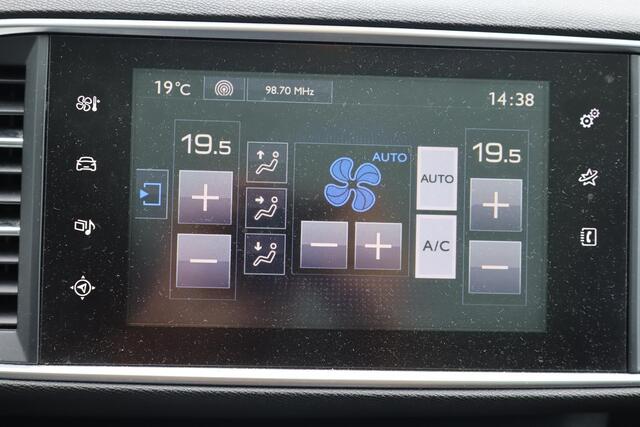 19°C 98.70 MHz 14:38
19.5 AUTO AUTO 19.5
+ − + A/C +
− −